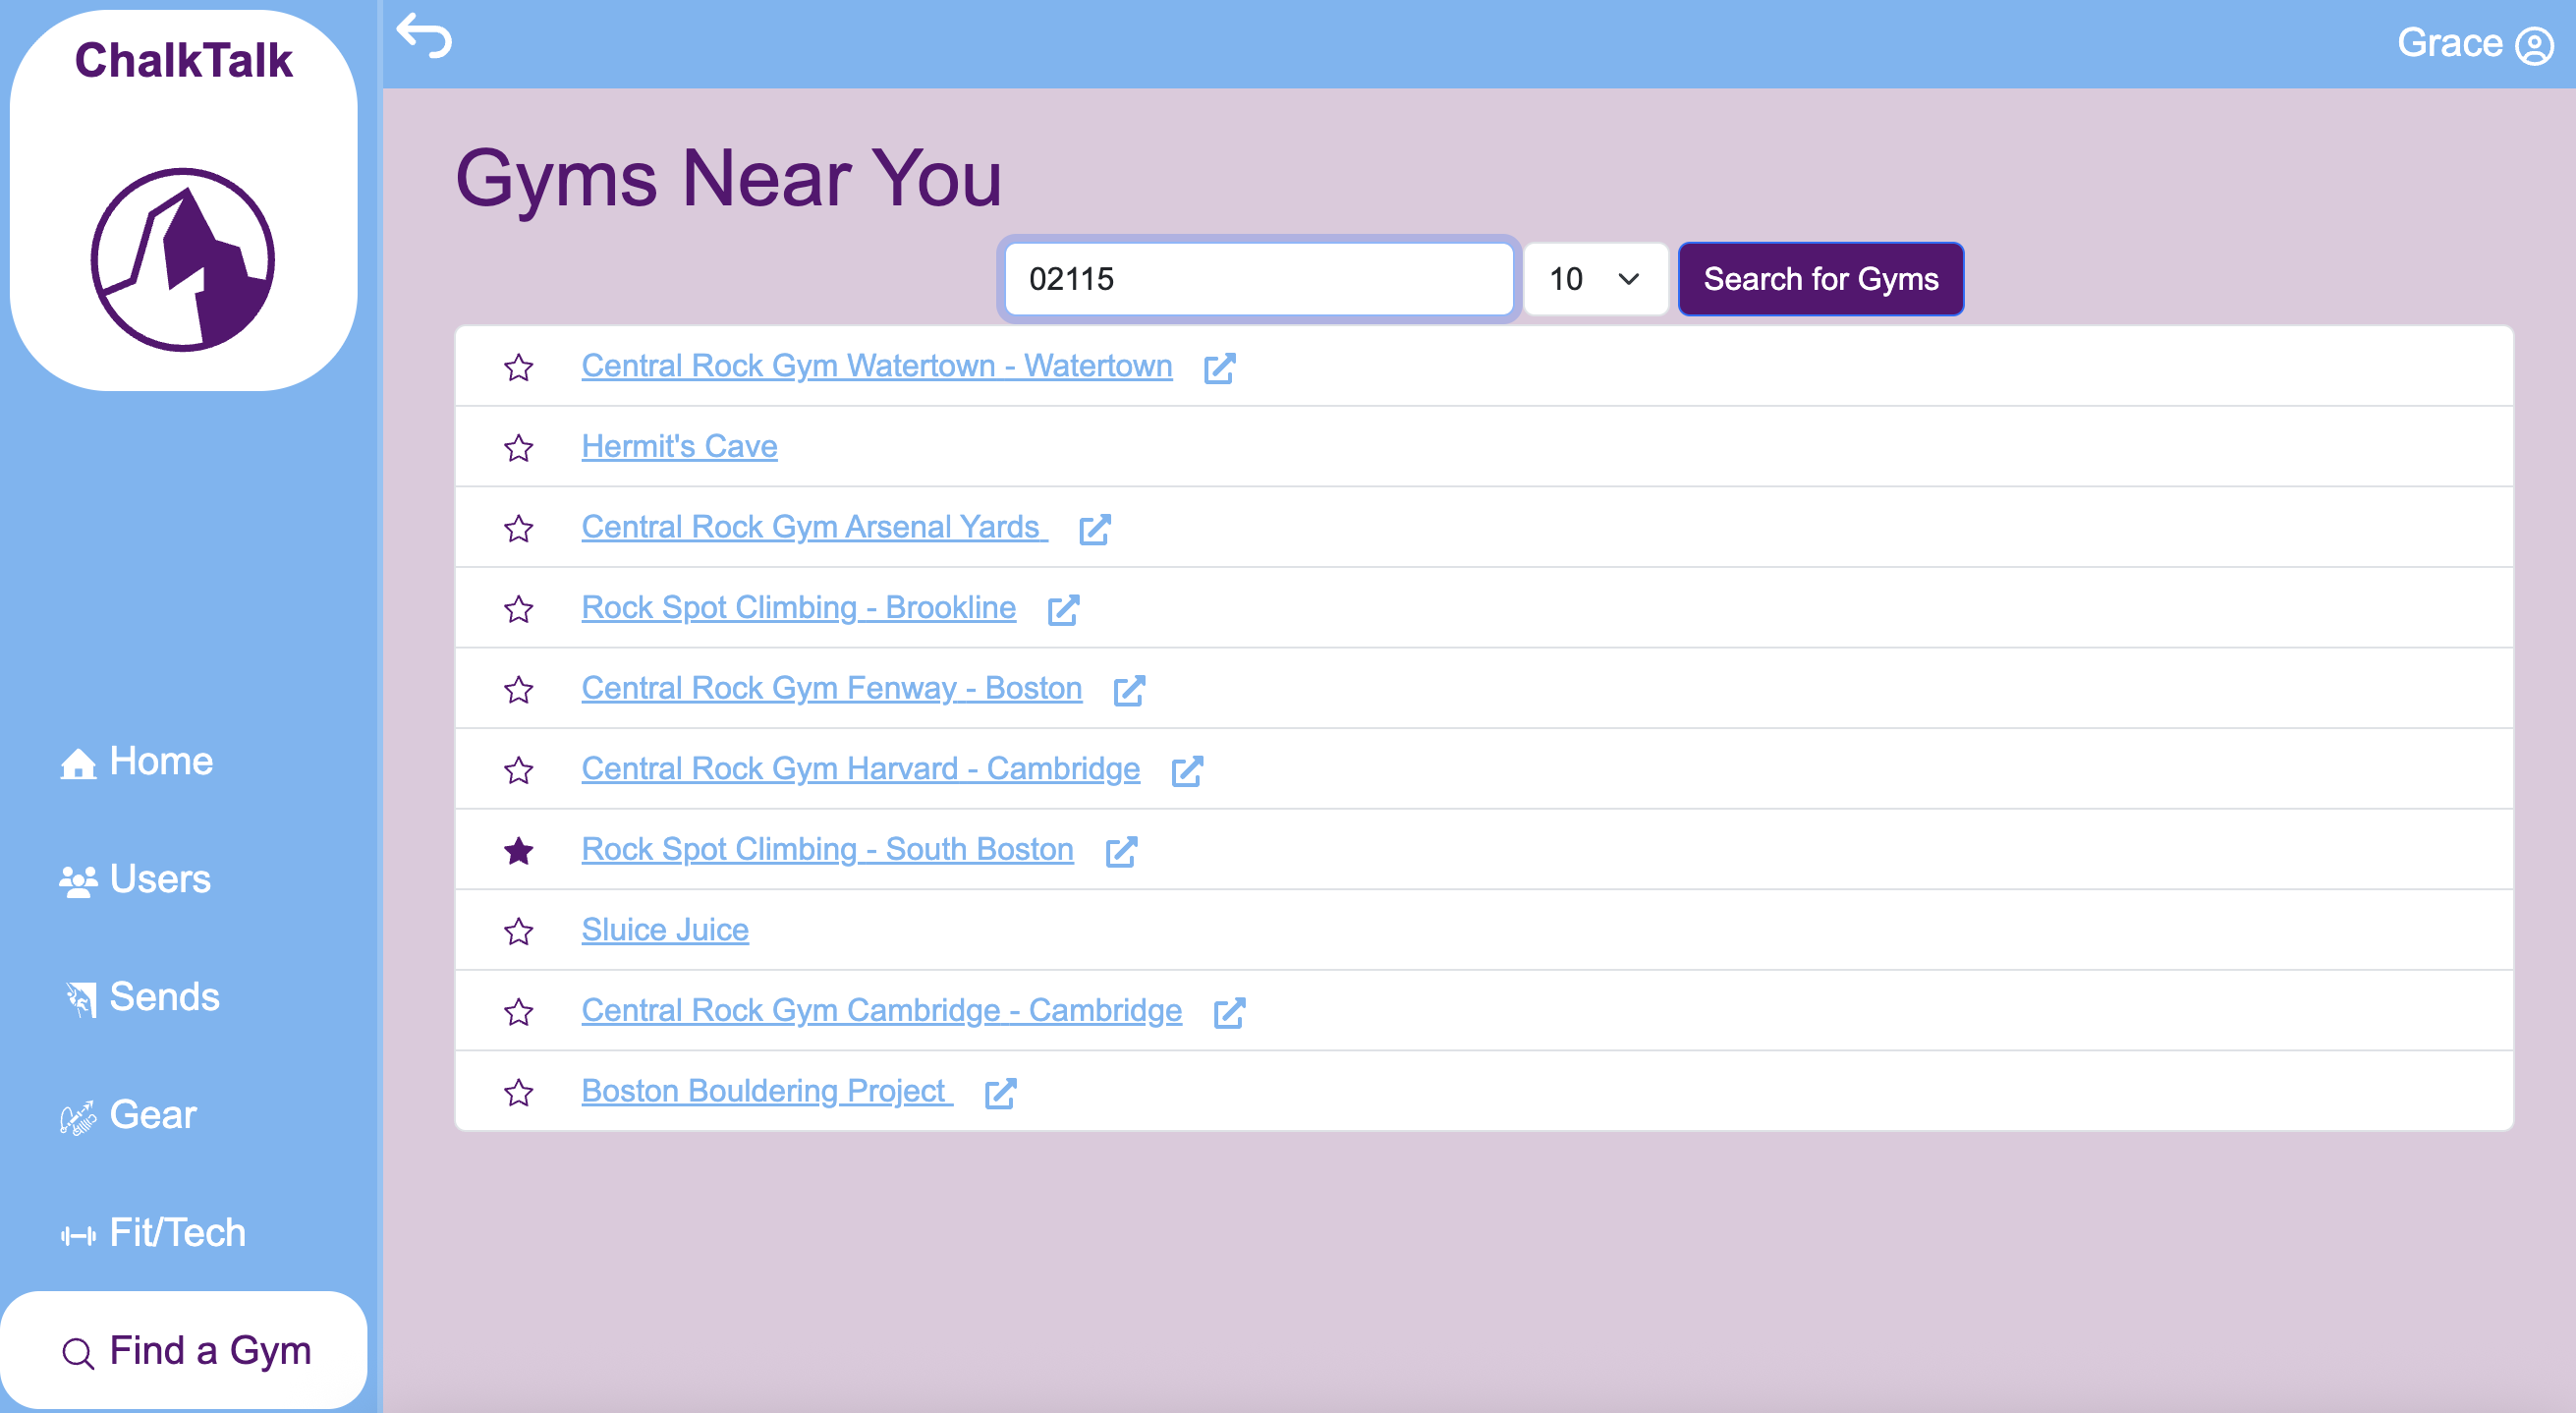 ChalkTalk
Grace
Gyms Near You
02115 10 Search for Gyms
Central Rock Gym Watertown - Watertown
Hermit's Cave
Central Rock Gym Arsenal Yards
Rock Spot Climbing - Brookline
Central Rock Gym Fenway - Boston
Central Rock Gym Harvard - Cambridge
Rock Spot Climbing - South Boston
Sluice Juice
Central Rock Gym Cambridge - Cambridge
Boston Bouldering Project
Home
Users
Sends
Gear
Fit/Tech
Find a Gym